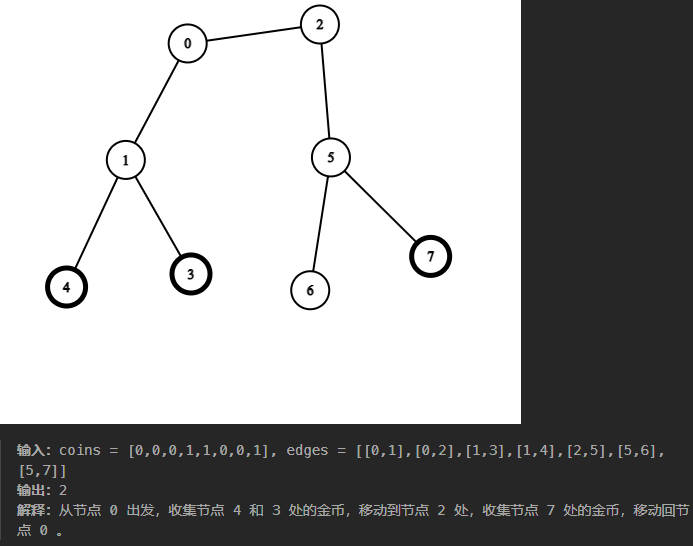 2
0
1
5
4
3
7
6
输入：coins = [0,0,0,1,1,0,0,1], edges = [[0,1],[0,2],[1,3],[1,4],[2,5],[5,6],
[5,7]]
输出：2
解释：从节点 0 出发，收集节点 4 和 3 处的金币，移动到节点 2 处，收集节点 7 处的金币，移动回节
点 0 。